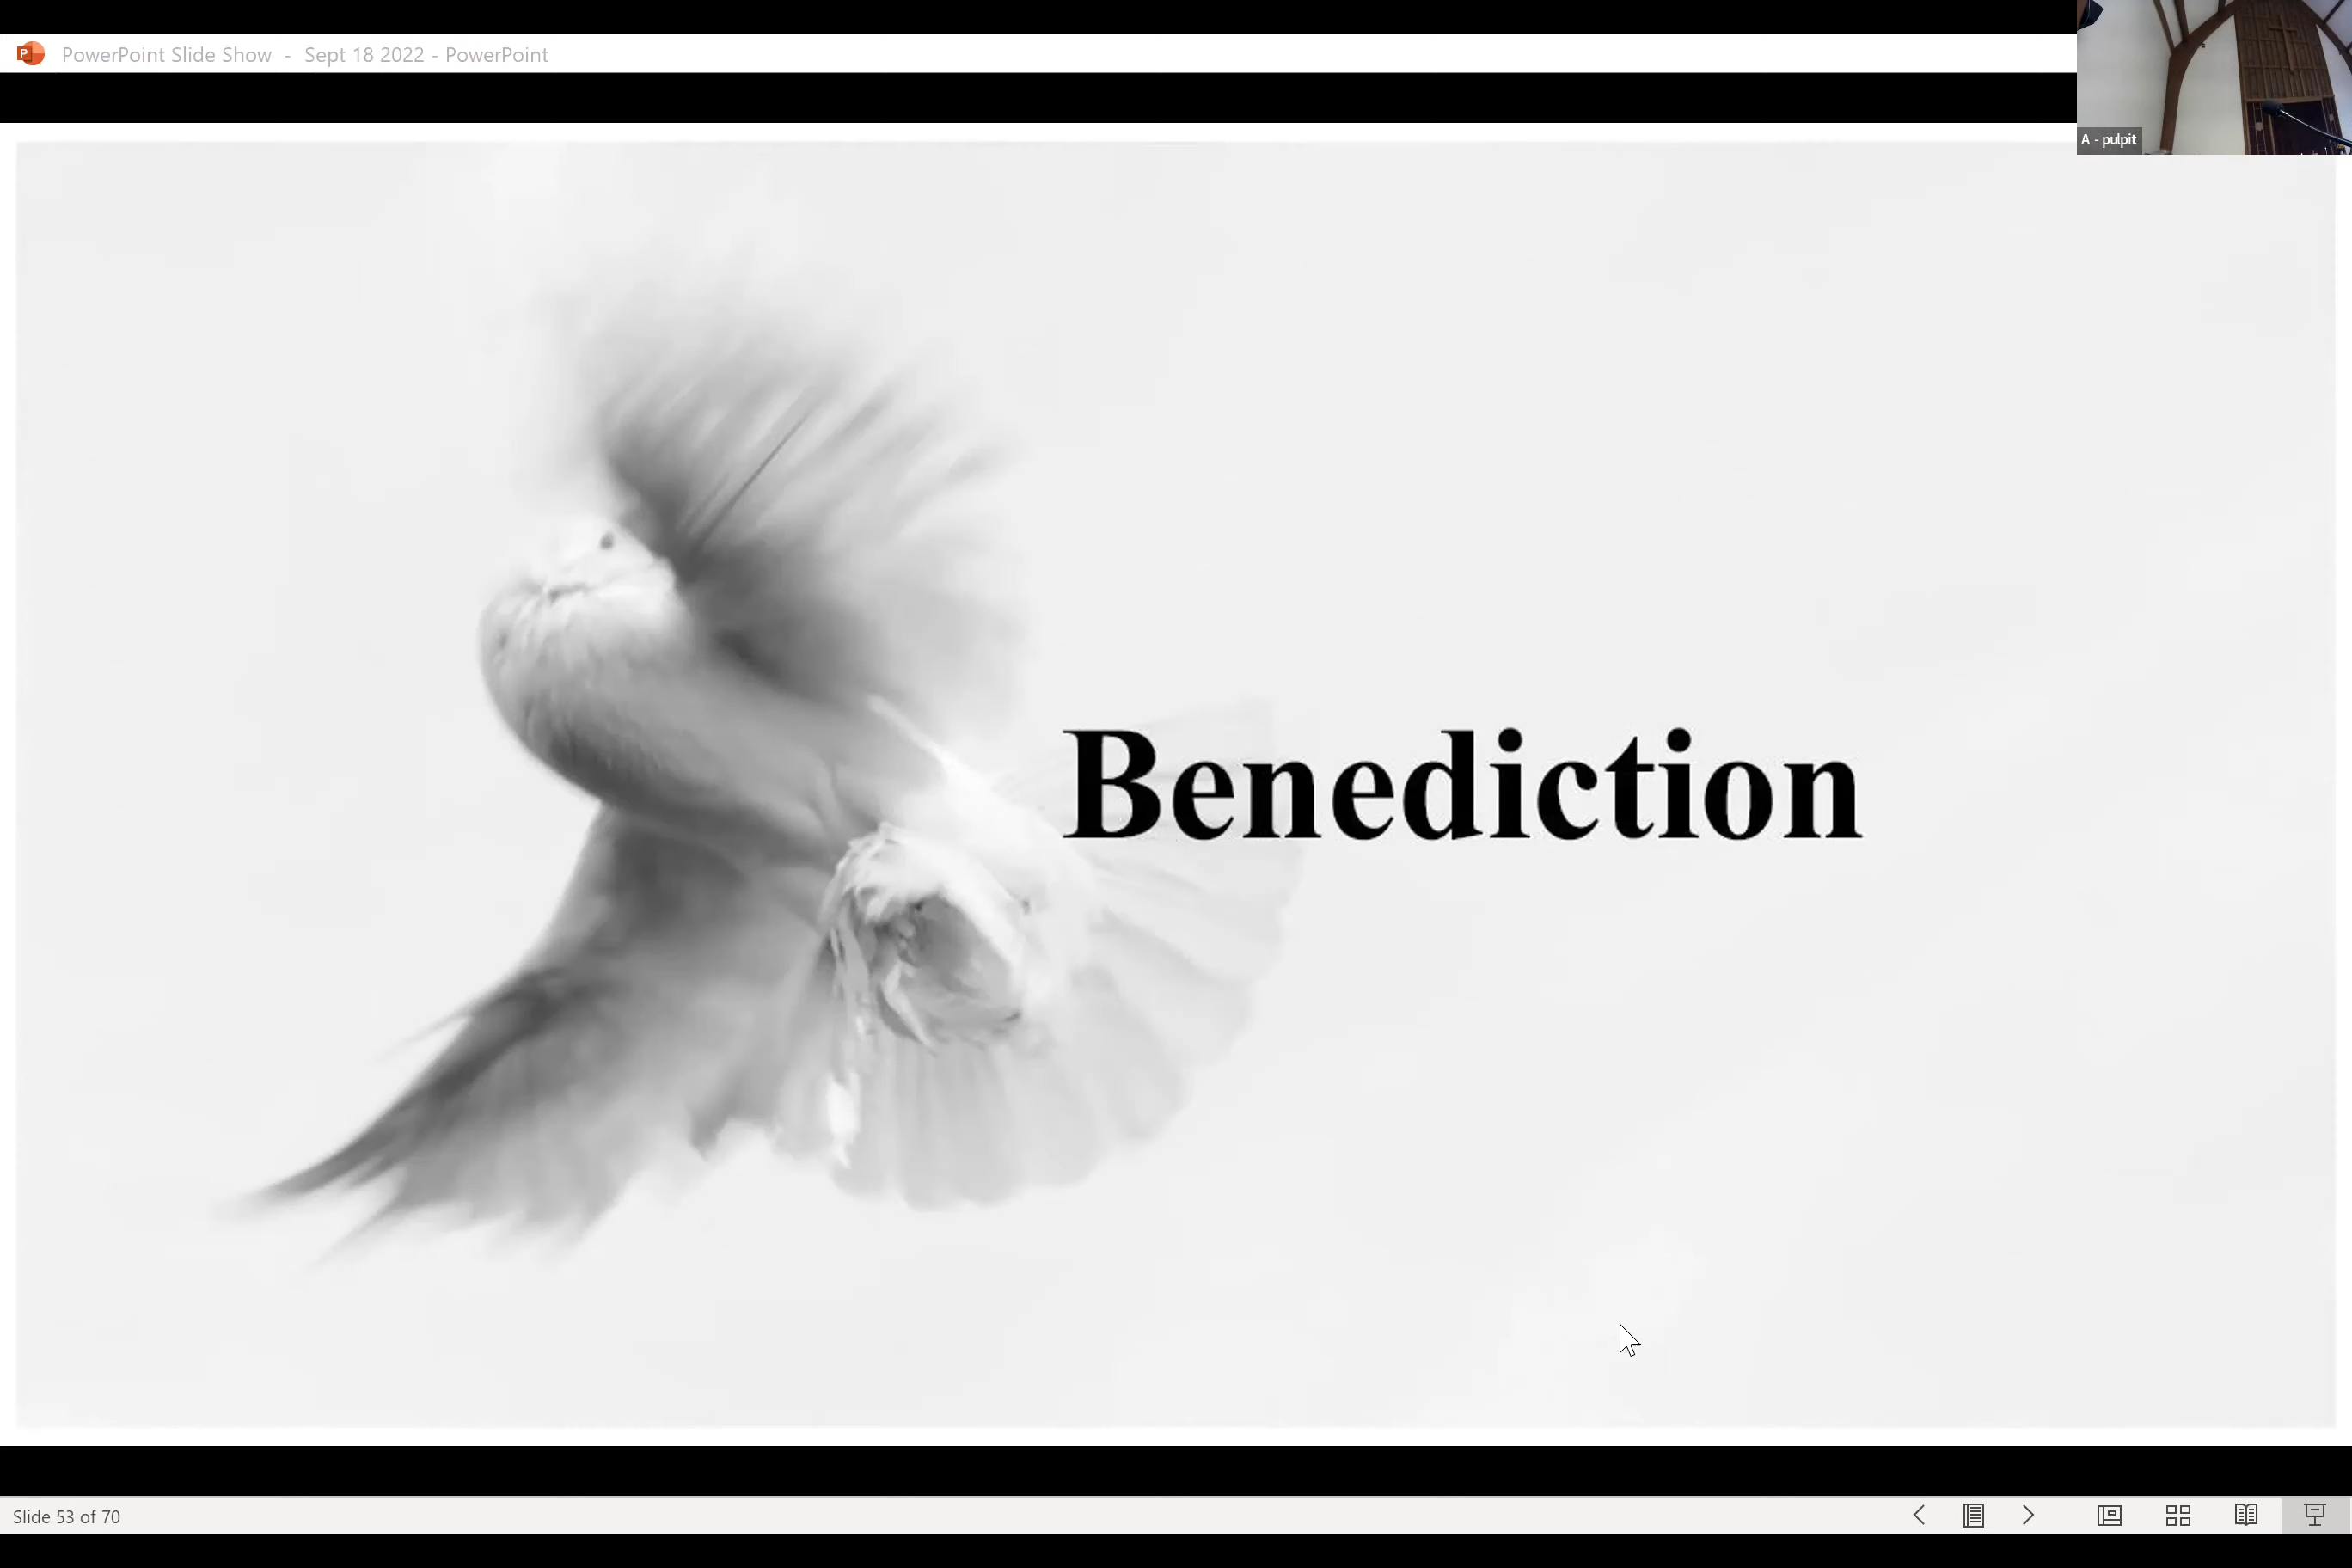 PowerPoint Slide Show - Sept 18 2022 - PowerPoint
A - pulpit
Benediction
Slide 53 of 70